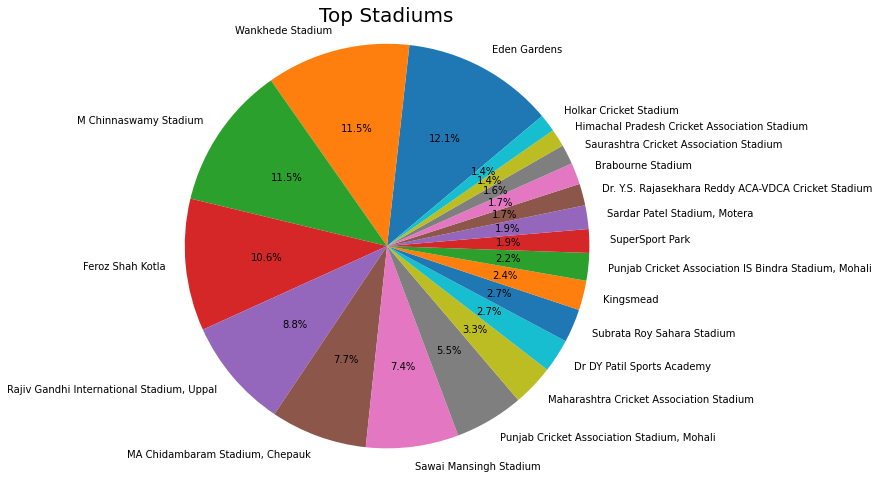 Top Stadiums
Wankhede Stadium
Eden Gardens
M Chinnaswamy Stadium
Holkar Cricket Stadium
Himachal Pradesh Cricket Association Stadium
Saurashtra Cricket Association Stadium
Brabourne Stadium
Dr. Y.S. Rajasekhara Reddy ACA-VDCA Cricket Stadium
Sardar Patel Stadium, Motera
SuperSport Park
Punjab Cricket Association IS Bindra Stadium, Mohali
Kingsmead
Subrata Roy Sahara Stadium
Dr DY Patil Sports Academy
Maharashtra Cricket Association Stadium
Punjab Cricket Association Stadium, Mohali
Sawai Mansingh Stadium
MA Chidambaram Stadium, Chepauk
Rajiv Gandhi International Stadium, Uppal
Feroz Shah Kotla
12.1%
11.5%
11.5%
10.6%
8.8%
7.7%
7.4%
5.5%
3.3%
2.7%
2.7%
2.4%
2.2%
1.9%
1.9%
1.7%
1.7%
1.6%
1.4%
1.4%